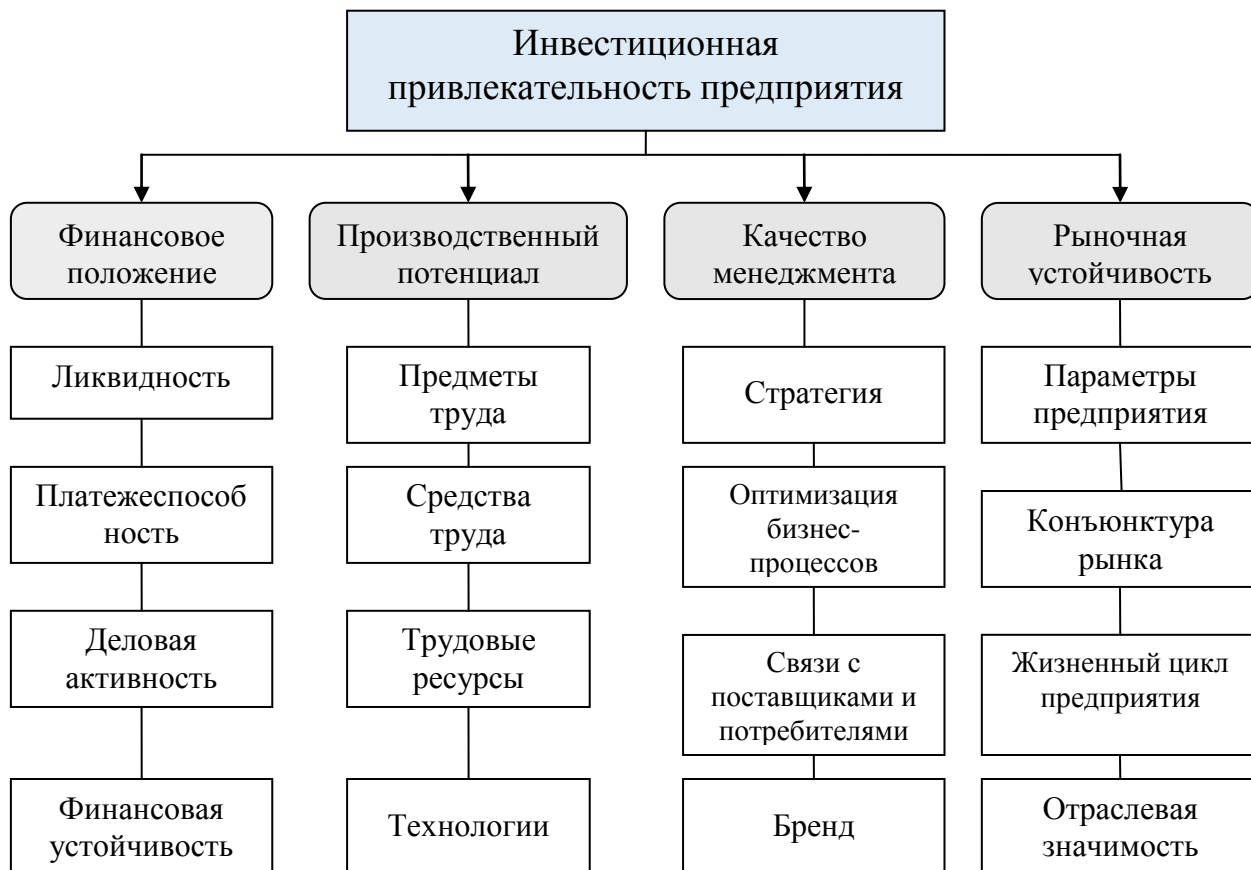 Инвестиционная
привлекательность предприятия
Финансовое
положение
Производственный
потенциал
Качество
менеджмента
Рыночная
устойчивость
Ликвидность
Предметы
труда
Стратегия
Параметры
предприятия
Платежеспособ
ность
Средства
труда
Оптимизация
бизнес-
процессов
Конъюнктура
рынка
Деловая
активность
Трудовые
ресурсы
Связи с
поставщиками и
потребителями
Жизненный цикл
предприятия
Финансовая
устойчивость
Технологии
Бренд
Отраслевая
значимость